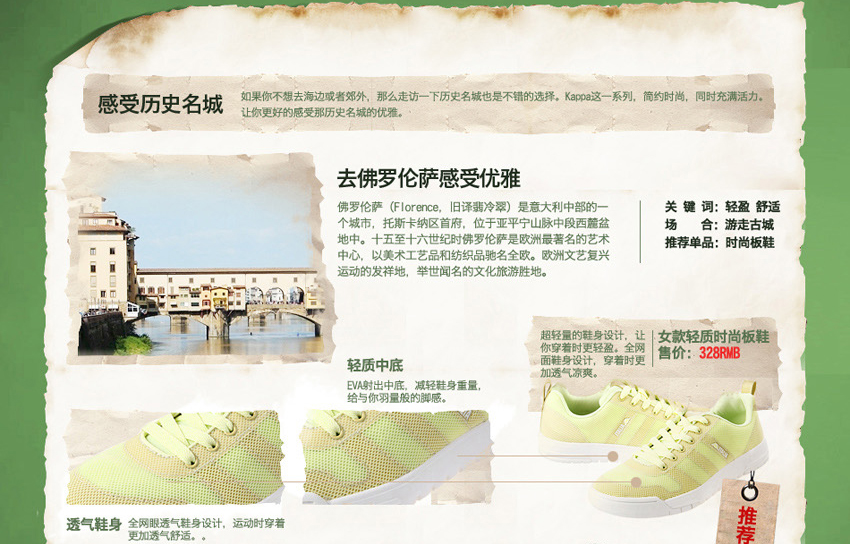 感受历史名城
如果你不想去海边或者郊外，那么走访一下历史名城也是不错的选择。Kappa这一系列，简约时尚，同时充满活力。
让你更好的感受那历史名城的优雅。
去佛罗伦萨感受优雅
佛罗伦萨（Florence，旧译翡冷翠）是意大利中部的一
个城市，托斯卡纳区首府，位于亚平宁山脉中段西麓盆
地中。十五至十六世纪时佛罗伦萨是欧洲最著名的艺术
中心，以美术工艺品和纺织品驰名全欧。欧洲文艺复兴
运动的发祥地，举世闻名的文化旅游胜地。
关 键 词：轻盈 舒适
场 合：游走古城
推荐单品：时尚板鞋
超轻量的鞋身设计，让
你穿着时更轻盈。全网
面鞋身设计，穿着时更
加透气凉爽。
女款轻质时尚板鞋
售价：328RMB
轻质中底
EVA射出中底，减轻鞋身重量，
给与你羽量般的脚感。
透气鞋身
全网眼透气鞋身设计，运动时穿着
更加透气舒适。。
推荐